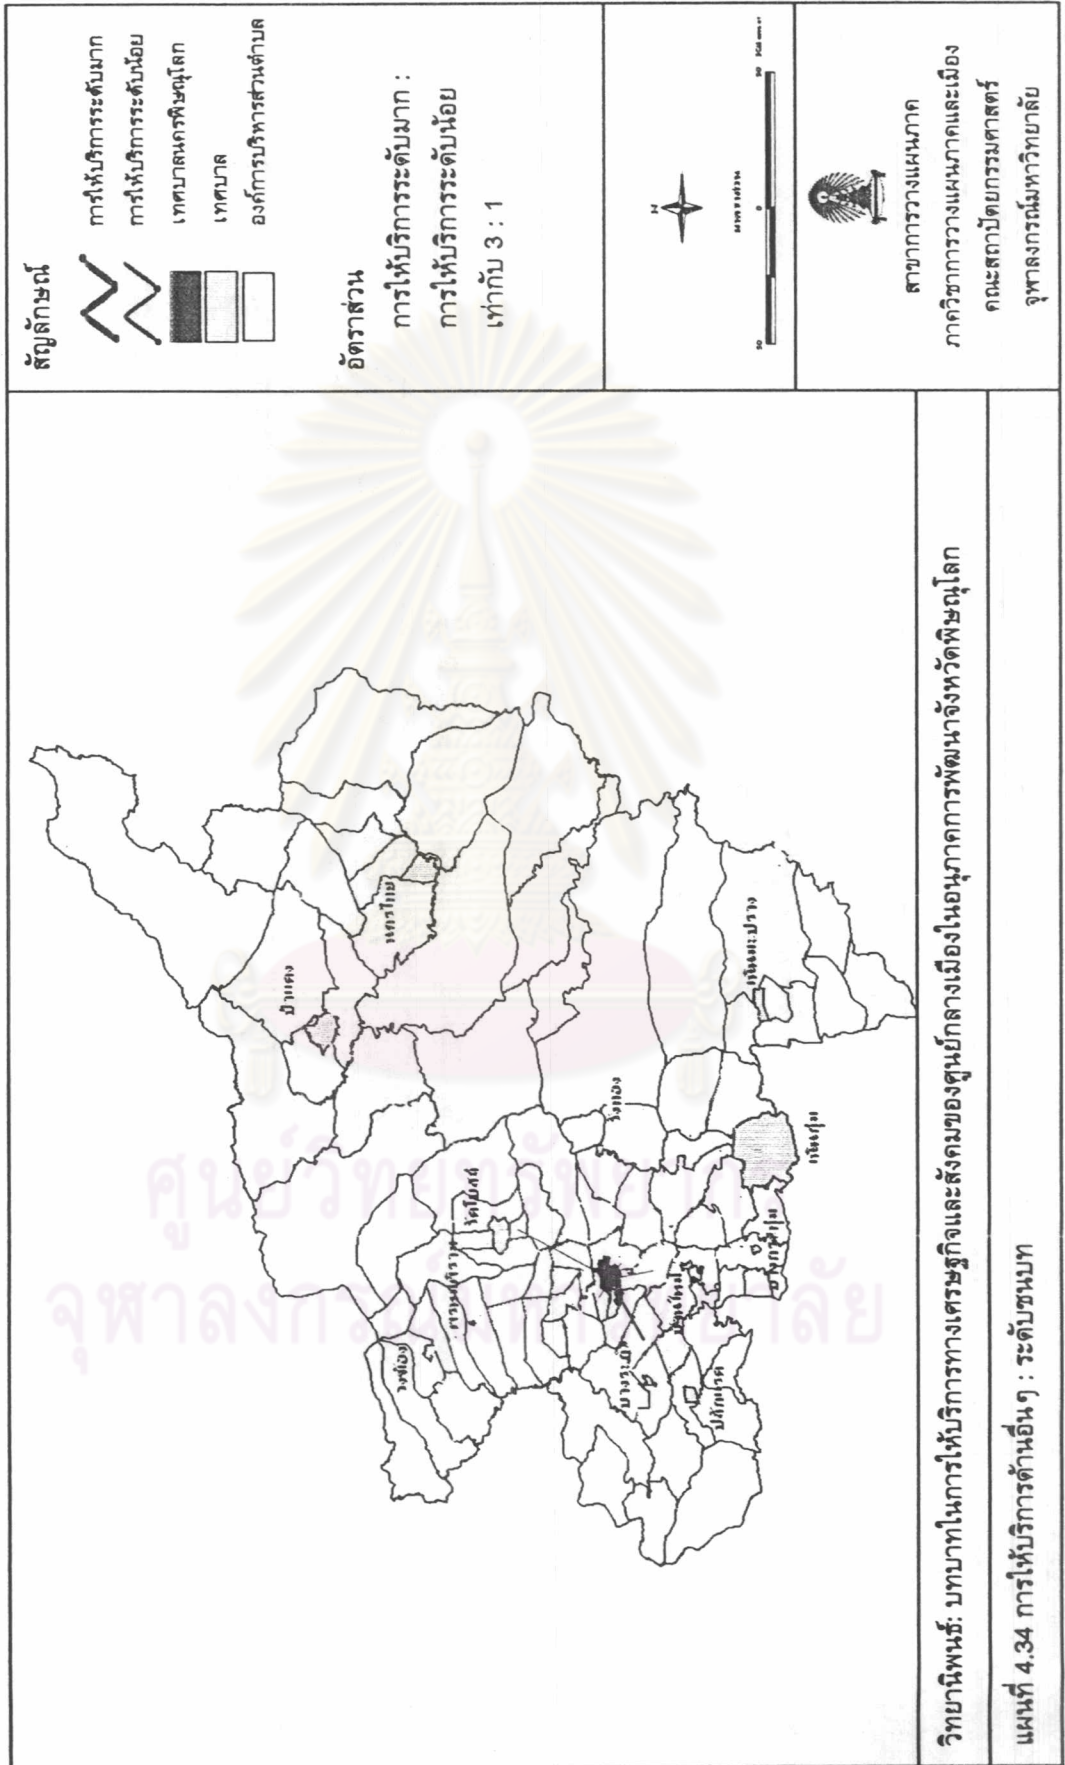 สัญลักษณ์
การให้บริการระดับมาก
การให้บริการระดับน้อย
เทศบาลนครพิษณุโลก
เทศบาล
องค์การบริหารส่วนตำบล
อัตราส่วน
การให้บริการระดับมาก :
การให้บริการระดับน้อย
เท่ากับ 3 : 1
N
มาตราส่วน
50 0 50
สาขาการวางแผนภาค
ภาควิชาการวางแผนภาคและเมือง
คณะสถาปัตยกรรมศาสตร์
จุฬาลงกรณ์มหาวิทยาลัย
ป่าแดง
นครไทย
วังทอง
เนินมะปราง
เนินกุ่ม
วัดโบสถ์
พรหมพิราม
วงฆ้อง
บางระกำ
ปลักแรด
บางกระทุ่ม
ศูนย์วิทยทรัพยากร
จุฬาลงกรณ์มหาวิทยาลัย
วิทยานิพนธ์: บทบาทในการให้บริการทางเศรษฐกิจและสังคมของศูนย์กลางเมืองในอนุภาคการพัฒนาจังหวัดพิษณุโลก
แผนที่ 4.34 การให้บริการด้านอื่น ๆ : ระดับชนบท